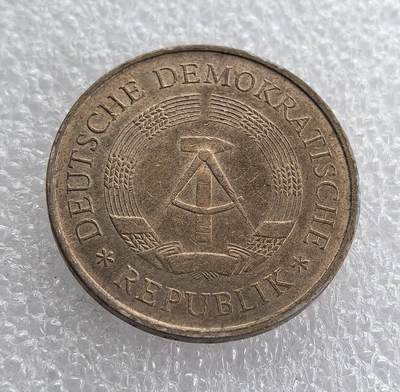 DEUTSCHE DEMOKRATISCHE
* REPUBLIK *